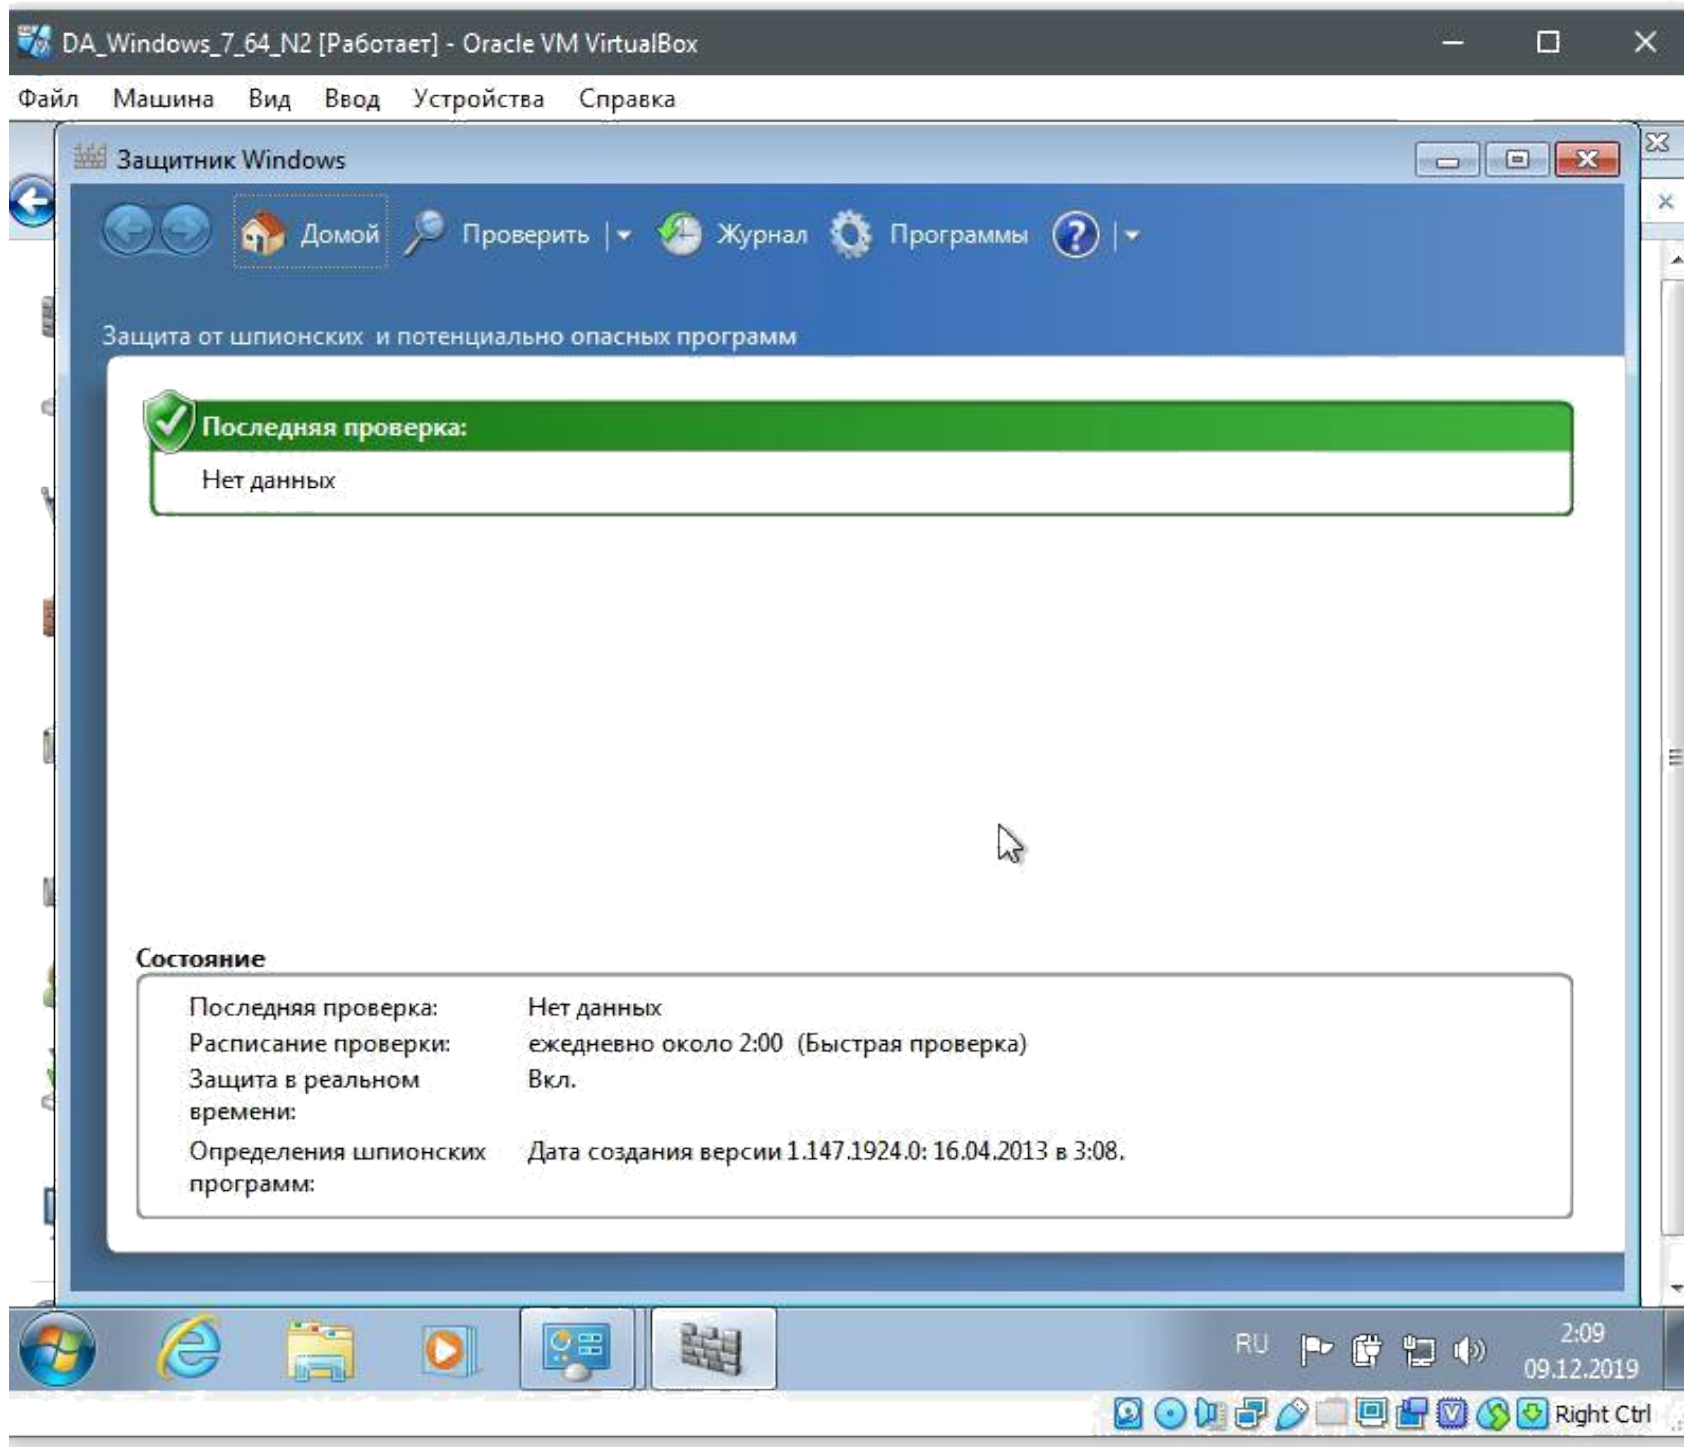 DA_Windows_7_64_N2 [Работает] - Oracle VM VirtualBox
Файл Машина Вид Ввод Устройства Справка
Защитник Windows
Домой Проверить Журнал Программы ?
Защита от шпионских и потенциально опасных программ
Последняя проверка:
Нет данных
Состояние
Последняя проверка: Нет данных
Расписание проверки: ежедневно около 2:00 (Быстрая проверка)
Защита в реальном Вкл.
времени:
Определения шпионских Дата создания версии 1.147.1924.0: 16.04.2013 в 3:08.
программ:
RU 2:09
09.12.2019
Right Ctrl